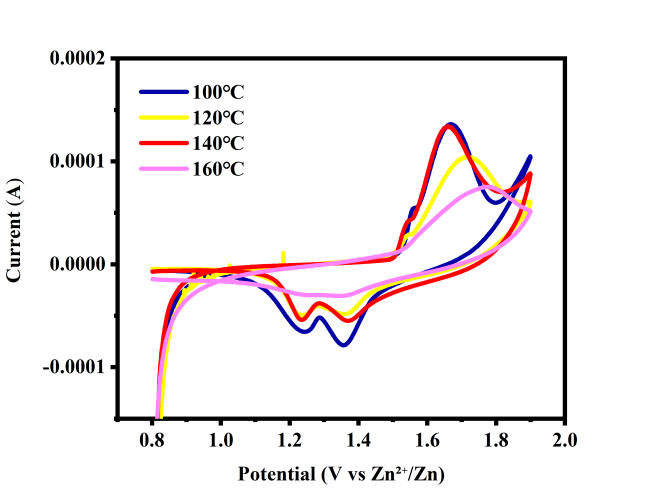 0.0002
0.0001
0.0000
-0.0001
Current (A)
100℃
120℃
140℃
160℃
0.8 1.0 1.2 1.4 1.6 1.8 2.0
Potential (V vs Zn²⁺/Zn)